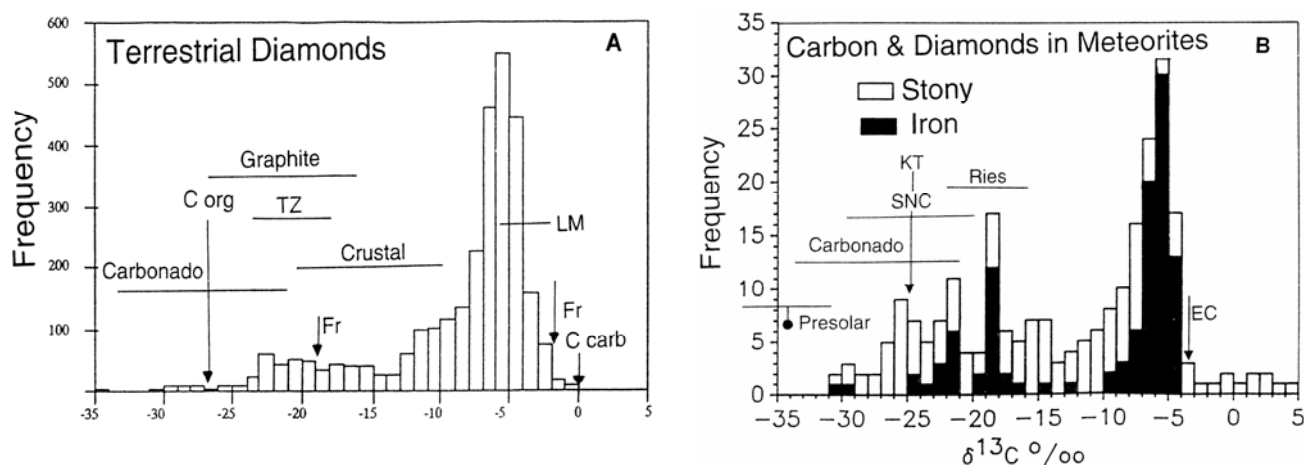 Terrestrial Diamonds
A
Frequency
600
500
400
300
200
100
Graphite
C org
TZ
LM
Crustal
Carbonado
Fr
Fr
C carb
-35
-30
-25
-20
-15
-10
-5
0
5
Carbon & Diamonds in Meteorites
B
Stony
Iron
Frequency
35
30
25
20
15
10
5
0
KT
Ries
SNC
Carbonado
Presolar
EC
−35 −30 −25 −20 −15 −10 −5 0 5
δ¹³C ‰